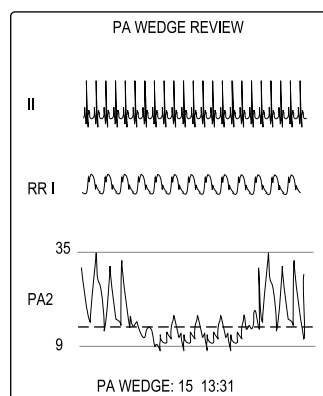 PA WEDGE REVIEW
II
RR I
35
PA2
9
PA WEDGE: 15 13:31